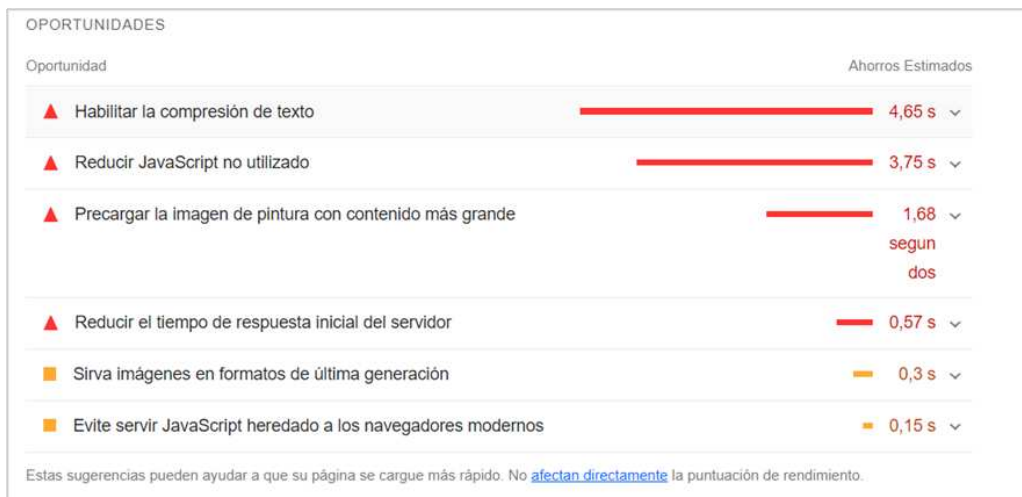 OPORTUNIDADES
Oportunidad Ahorros Estimados
Habilitar la compresión de texto 4,65 s
Reducir JavaScript no utilizado 3,75 s
Precargar la imagen de pintura con contenido más grande 1,68
segun
dos
Reducir el tiempo de respuesta inicial del servidor 0,57 s
Sirva imágenes en formatos de última generación 0,3 s
Evite servir JavaScript heredado a los navegadores modernos 0,15 s
Estas sugerencias pueden ayudar a que su página se cargue más rápido. No afectan directamente la puntuación de rendimiento.